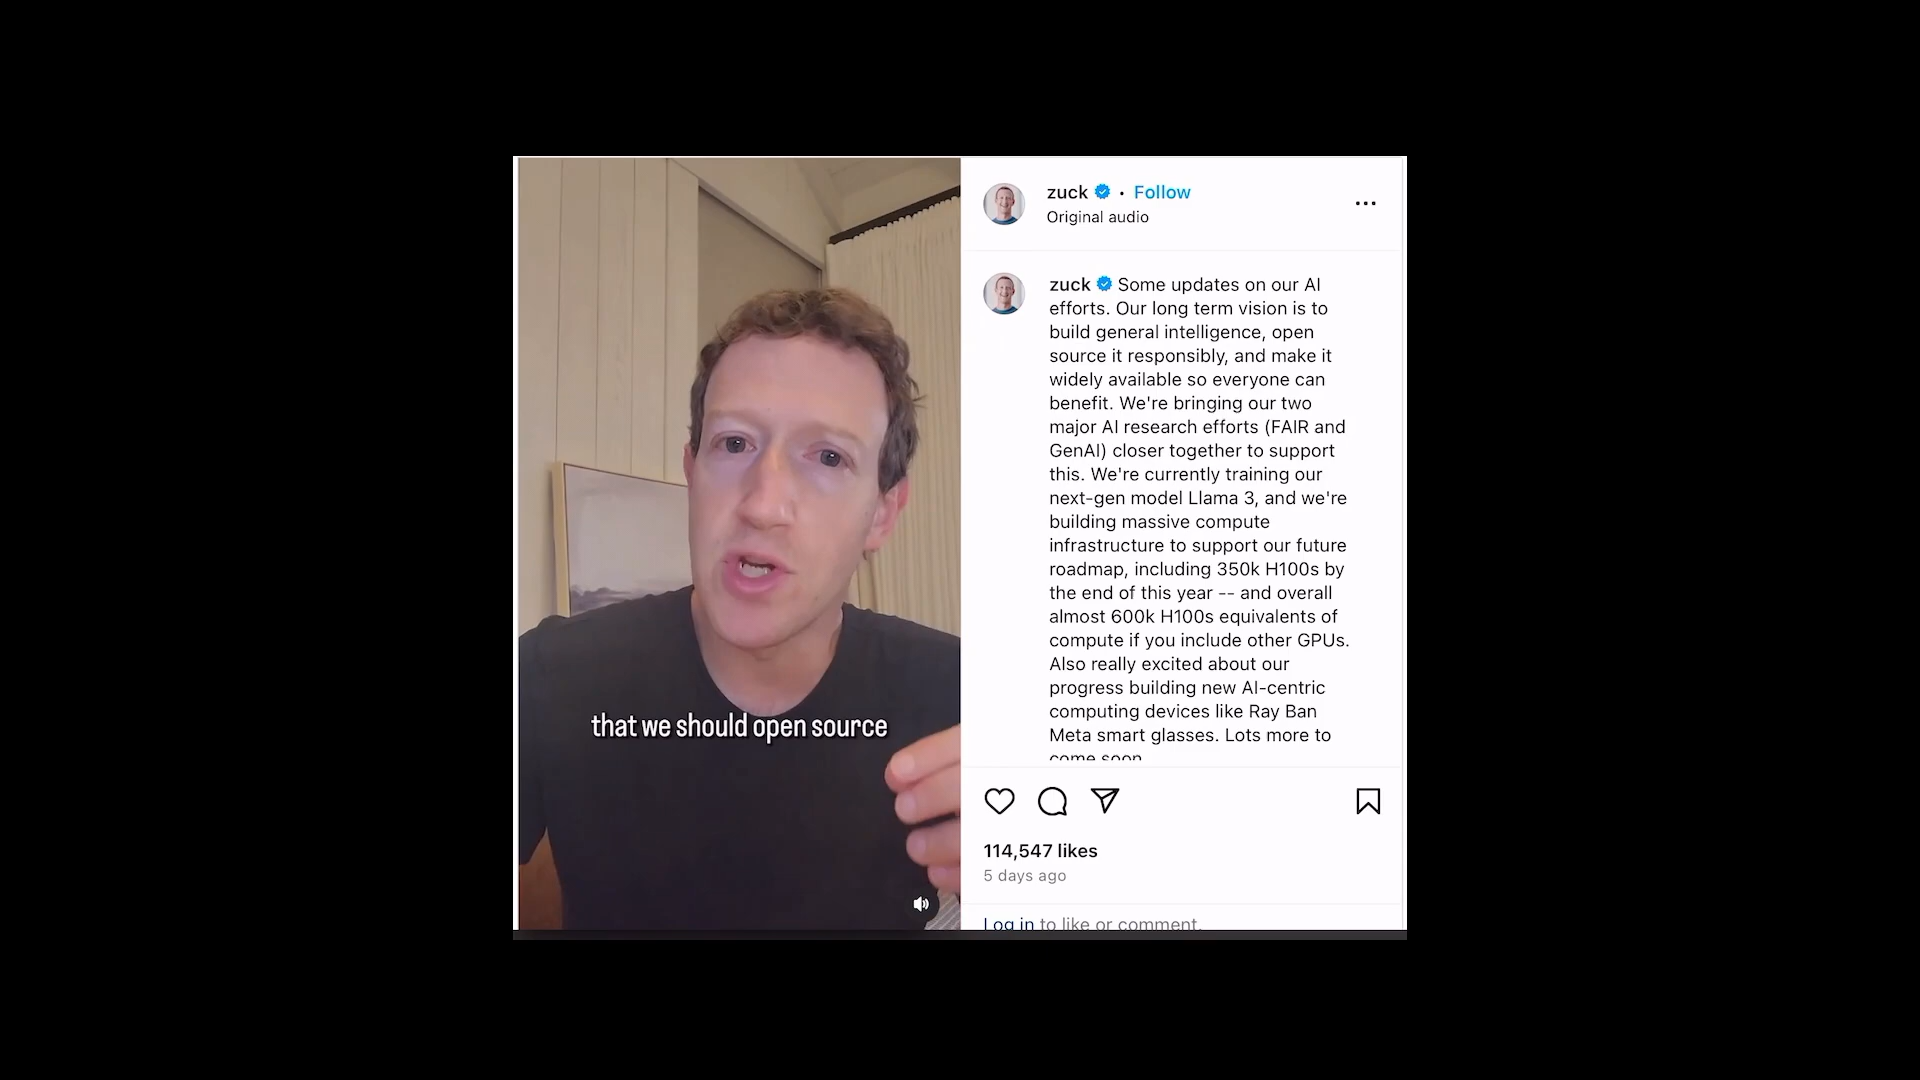 that we should open source
zuck • Follow
Original audio
zuck Some updates on our AI
efforts. Our long term vision is to
build general intelligence, open
source it responsibly, and make it
widely available so everyone can
benefit. We're bringing our two
major AI research efforts (FAIR and
GenAI) closer together to support
this. We're currently training our
next-gen model Llama 3, and we're
building massive compute
infrastructure to support our future
roadmap, including 350k H100s by
the end of this year -- and overall
almost 600k H100s equivalents of
compute if you include other GPUs.
Also really excited about our
progress building new AI-centric
computing devices like Ray Ban
Meta smart glasses. Lots more to
come soon
114,547 likes
5 days ago
Log in to like or comment.